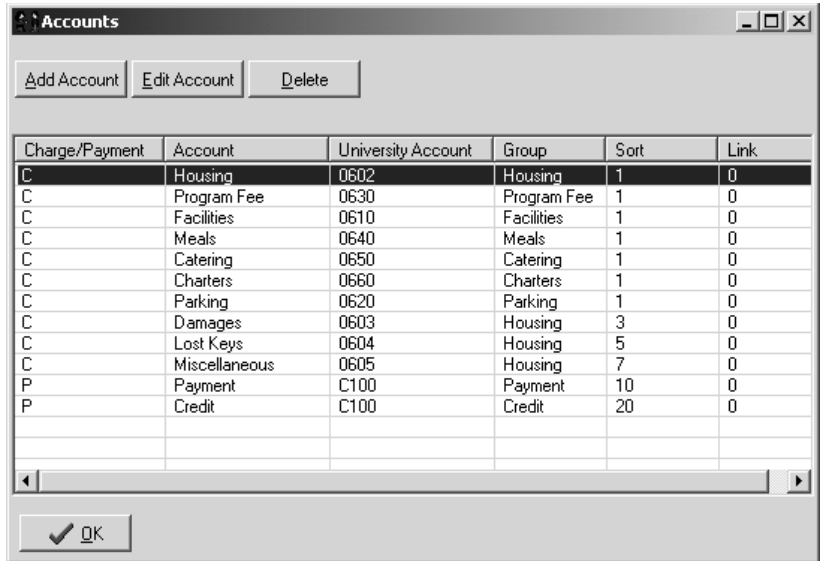 Accounts
Add Account Edit Account Delete
Charge/Payment Account University Account Group Sort Link
C Housing 0602 Housing 1 0
C Program Fee 0630 Program Fee 1 0
C Facilities 0610 Facilities 1 0
C Meals 0640 Meals 1 0
C Catering 0650 Catering 1 0
C Charters 0660 Charters 1 0
C Parking 0620 Parking 1 0
C Damages 0603 Housing 3 0
C Lost Keys 0604 Housing 5 0
C Miscellaneous 0605 Housing 7 0
P Payment C100 Payment 10 0
P Credit C100 Credit 20 0
OK